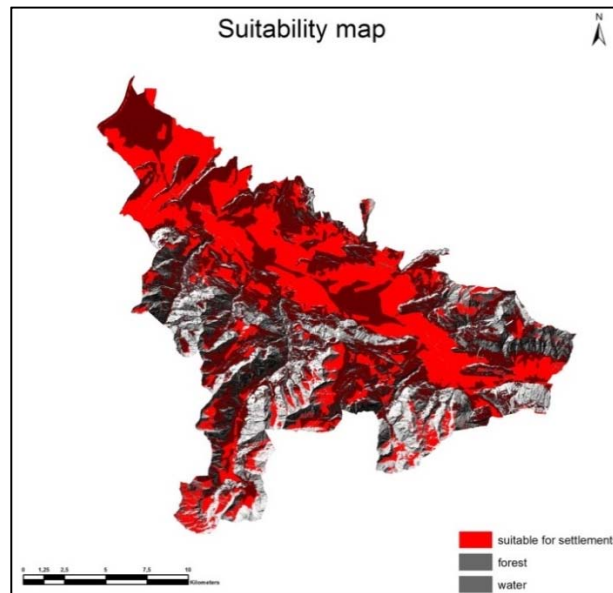 Suitability map
N
suitable for settlement
forest
water
0 1,25 2,5 5 7,5 10
Kilometers